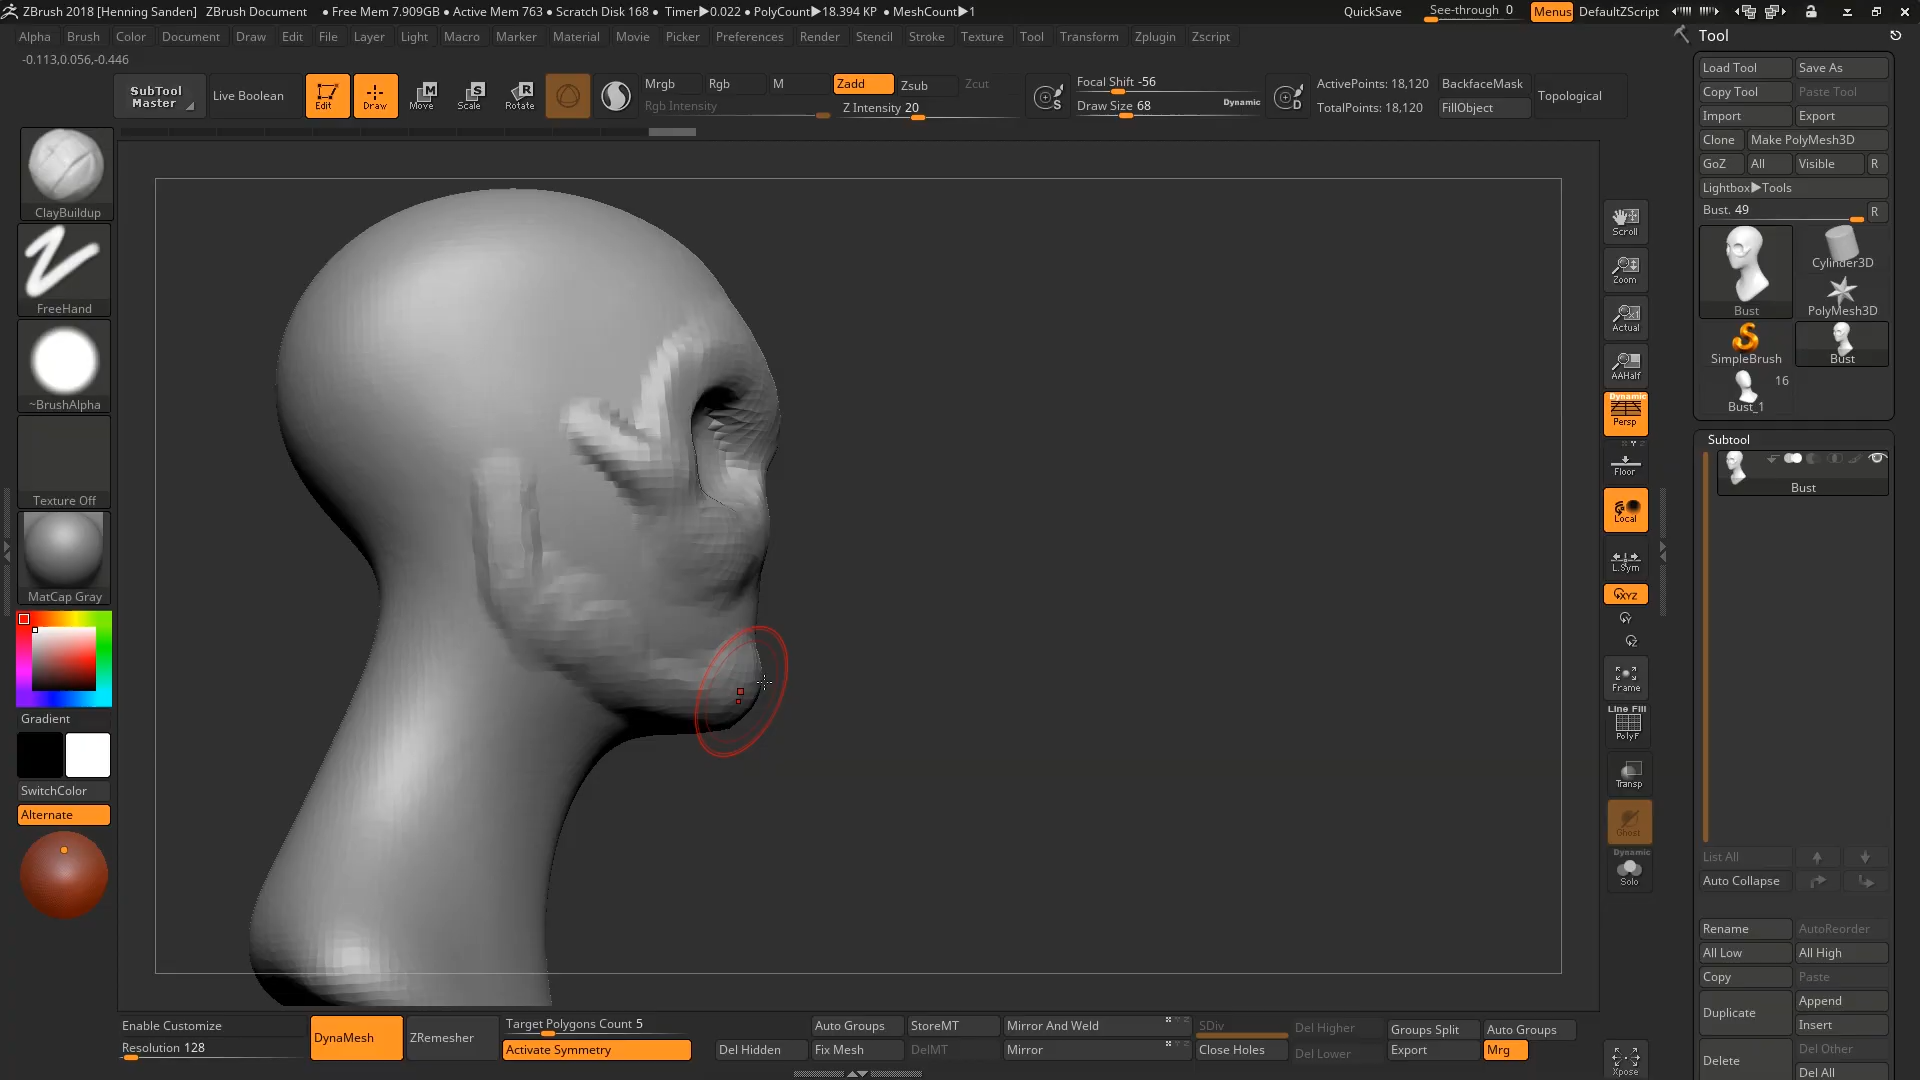 ZBrush 2018 [Henning Sanden] ZBrush Document • Free Mem 7.909GB • Active Mem 763 • Scratch Disk 168 • Timer▶0.022 • PolyCount▶18.394 KP • MeshCount▶1 QuickSave See-through 0 Menus DefaultZScript
Alpha Brush Color Document Draw Edit File Layer Light Macro Marker Material Movie Picker Preferences Render Stencil Stroke Texture Tool Transform Zplugin Zscript
-0.113,0.056,-0.446
SubTool Master
Live Boolean
Edit
Draw
Move
Scale
Rotate
Mrgb Rgb M
Rgb Intensity
Zadd Zsub Zcut
Z Intensity 20
S
Focal Shift -56
Draw Size 68
Dynamic
D
ActivePoints: 18,120
TotalPoints: 18,120
BackfaceMask
FillObject
Topological
ClayBuildup
FreeHand
~BrushAlpha
Texture Off
MatCap Gray
Gradient
SwitchColor
Alternate
Scroll
Zoom
Actual
AAHalf
Dynamic
Persp
Floor
Local
L.Sym
XYZ
Frame
Line Fill
PolyF
Transp
Ghost
Dynamic
Solo
Xpose
Tool
Load Tool Save As
Copy Tool Paste Tool
Import Export
Clone Make PolyMesh3D
GoZ All Visible R
Lightbox▶Tools
Bust. 49 R
Bust
Cylinder3D
PolyMesh3D
SimpleBrush
Bust
16
Bust_1
Subtool
Bust
List All
Auto Collapse
Rename AutoReorder
All Low All High
Copy Paste
Duplicate Append
Insert
Delete Del Other
Del All
Enable Customize
Resolution 128
DynaMesh
ZRemesher
Target Polygons Count 5
Activate Symmetry
Del Hidden
Auto Groups
Fix Mesh
StoreMT
DelMT
Mirror And Weld
Mirror
SDiv
Close Holes
Del Higher
Del Lower
Groups Split
Export
Auto Groups
Mrg